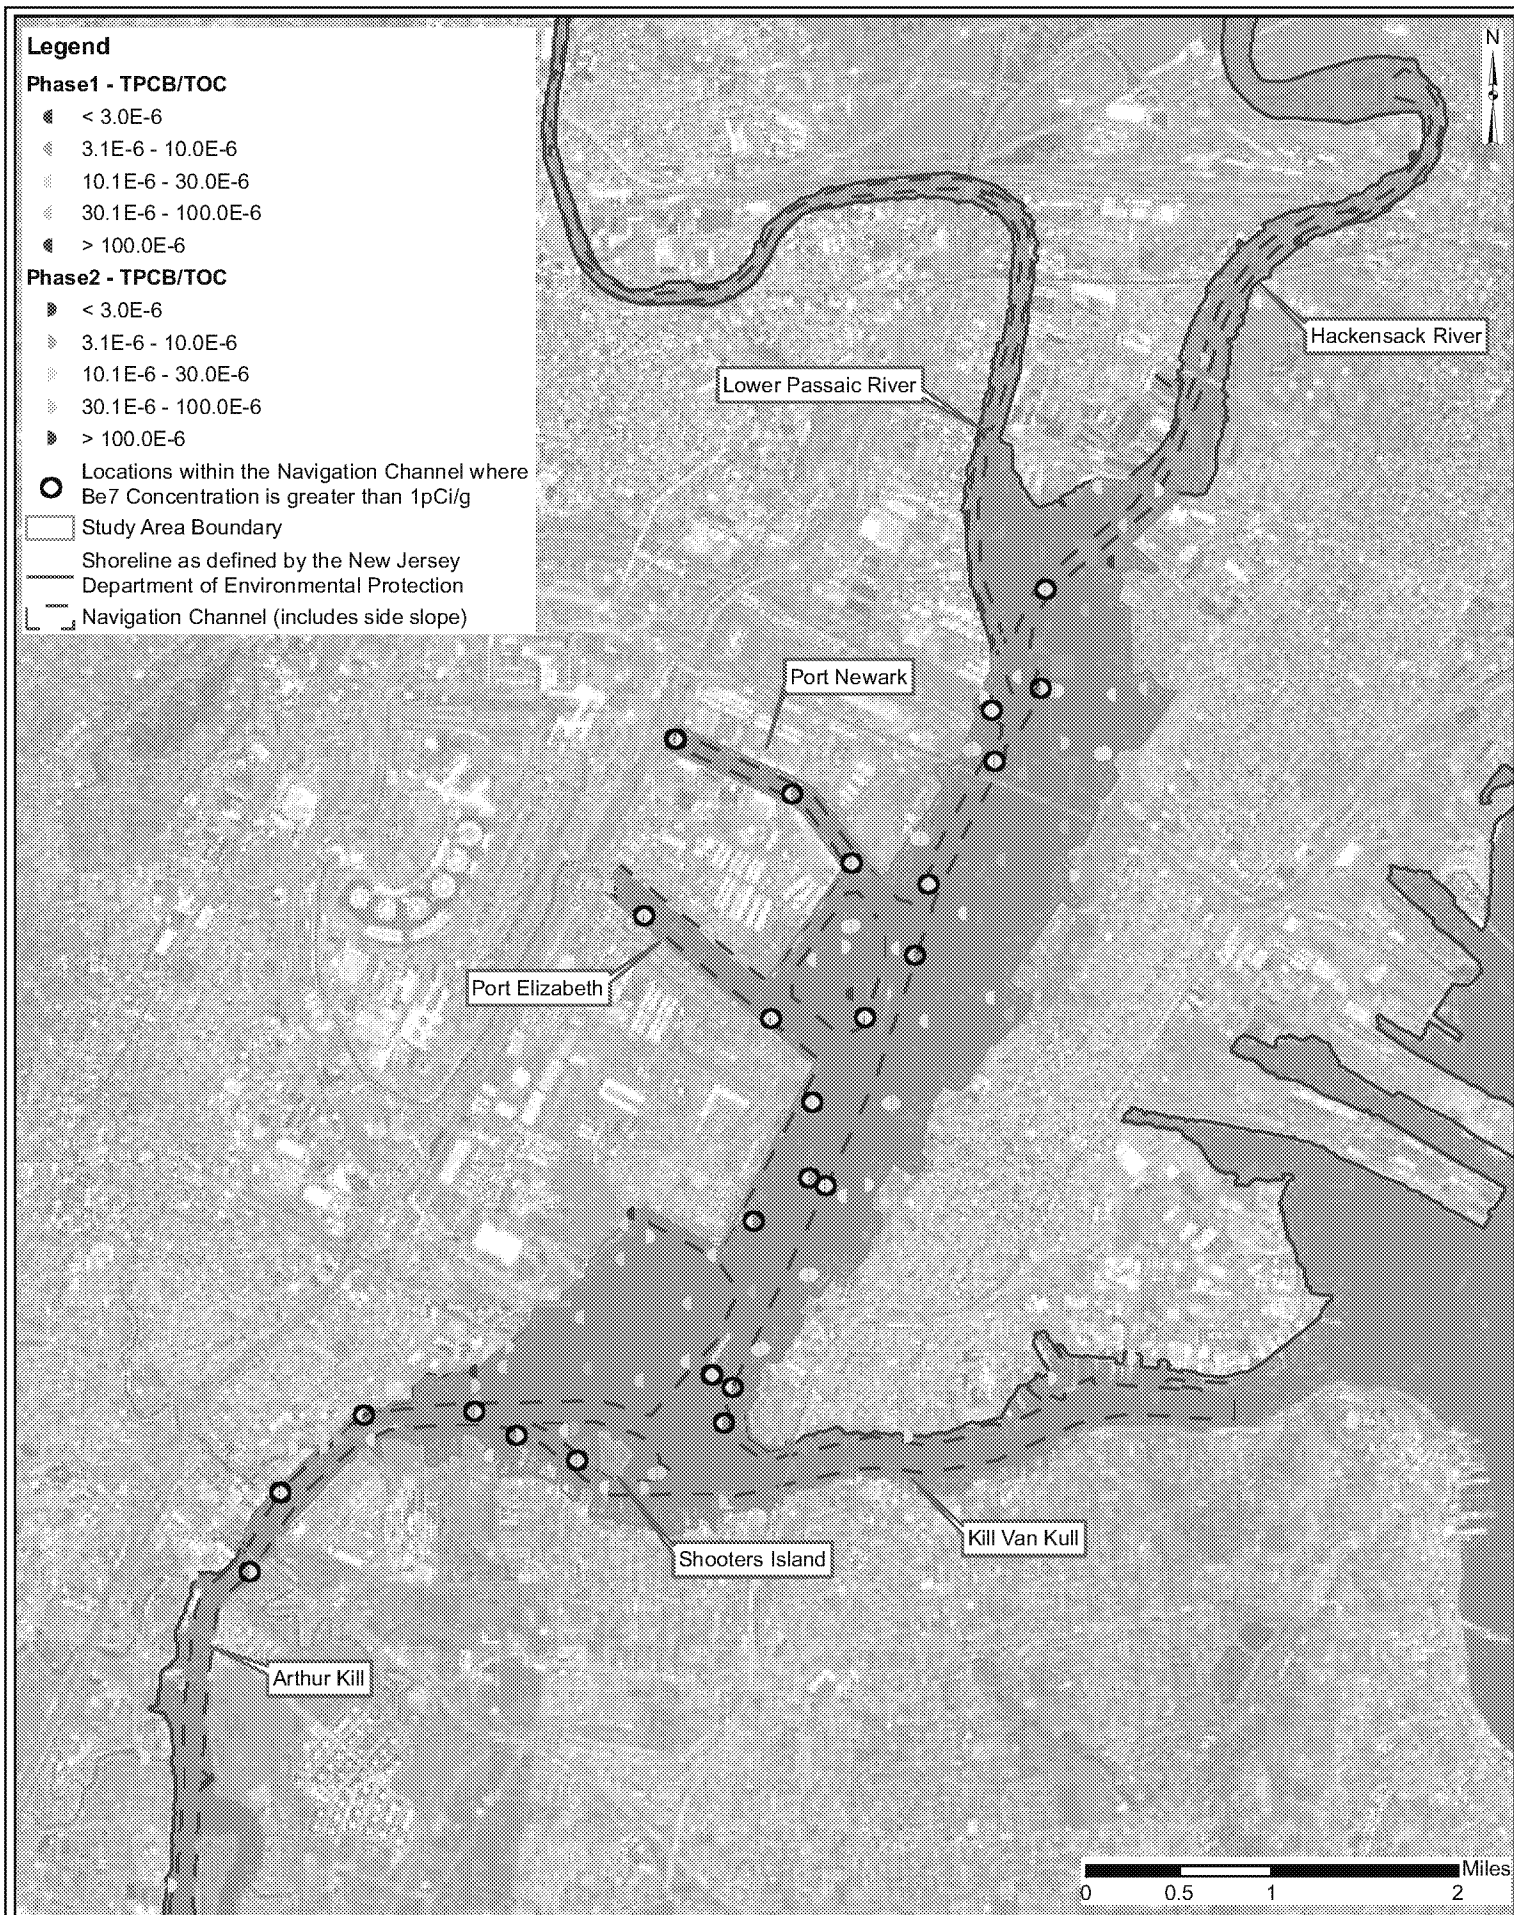 Legend
Phase1 - TPCB/TOC
< 3.0E-6
3.1E-6 - 10.0E-6
10.1E-6 - 30.0E-6
30.1E-6 - 100.0E-6
> 100.0E-6
Phase2 - TPCB/TOC
< 3.0E-6
3.1E-6 - 10.0E-6
10.1E-6 - 30.0E-6
30.1E-6 - 100.0E-6
> 100.0E-6
Locations within the Navigation Channel where
Be7 Concentration is greater than 1pCi/g
Study Area Boundary
Shoreline as defined by the New Jersey
Department of Environmental Protection
Navigation Channel (includes side slope)
N
Hackensack River
Lower Passaic River
Port Newark
Port Elizabeth
Kill Van Kull
Shooters Island
Arthur Kill
Miles
0 0.5 1 2